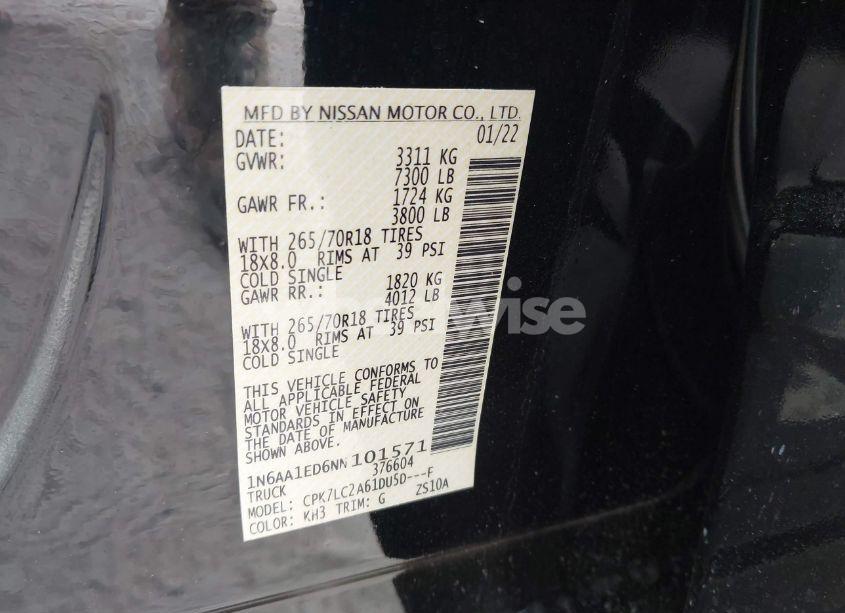 MFD BY NISSAN MOTOR CO., LTD.
DATE: 01/22
GVWR: 3311 KG
7300 LB
GAWR FR.: 1724 KG
3800 LB
WITH 265/70R18 TIRES
18X8.0 RIMS AT 39 PSI
COLD SINGLE
GAWR RR.: 1820 KG
4012 LB
WITH 265/70R18 TIRES
18X8.0 RIMS AT 39 PSI
COLD SINGLE
THIS VEHICLE CONFORMS TO
ALL APPLICABLE FEDERAL
MOTOR VEHICLE SAFETY
STANDARDS IN EFFECT ON
THE DATE OF MANUFACTURE
SHOWN ABOVE.
1N6AA1ED6NN101571
TRUCK 376604
MODEL: CPK7LC2A61DU5D---F
COLOR: KH3 TRIM: G ZS10A
wise